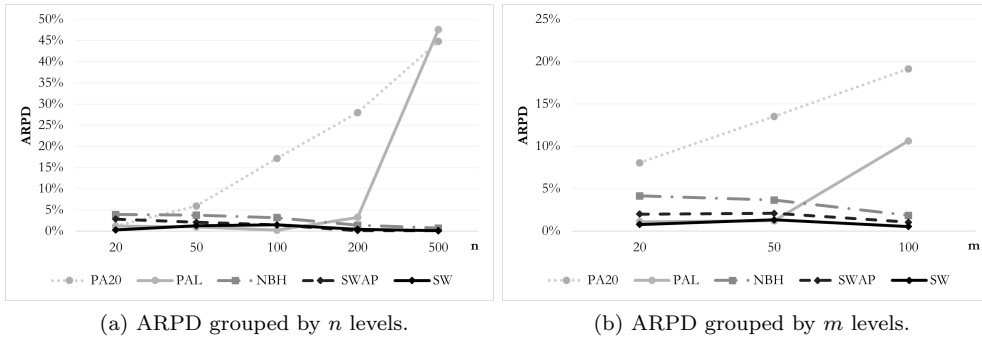 50%
45%
40%
35%
30%
25%
20%
15%
10%
5%
0%
ARPD
20 50 100 200 500 n
PA20 PAL NBH SWAP SW
(a) ARPD grouped by n levels.
25%
20%
15%
10%
5%
0%
ARPD
20 50 100 m
PA20 PAL NBH SWAP SW
(b) ARPD grouped by m levels.